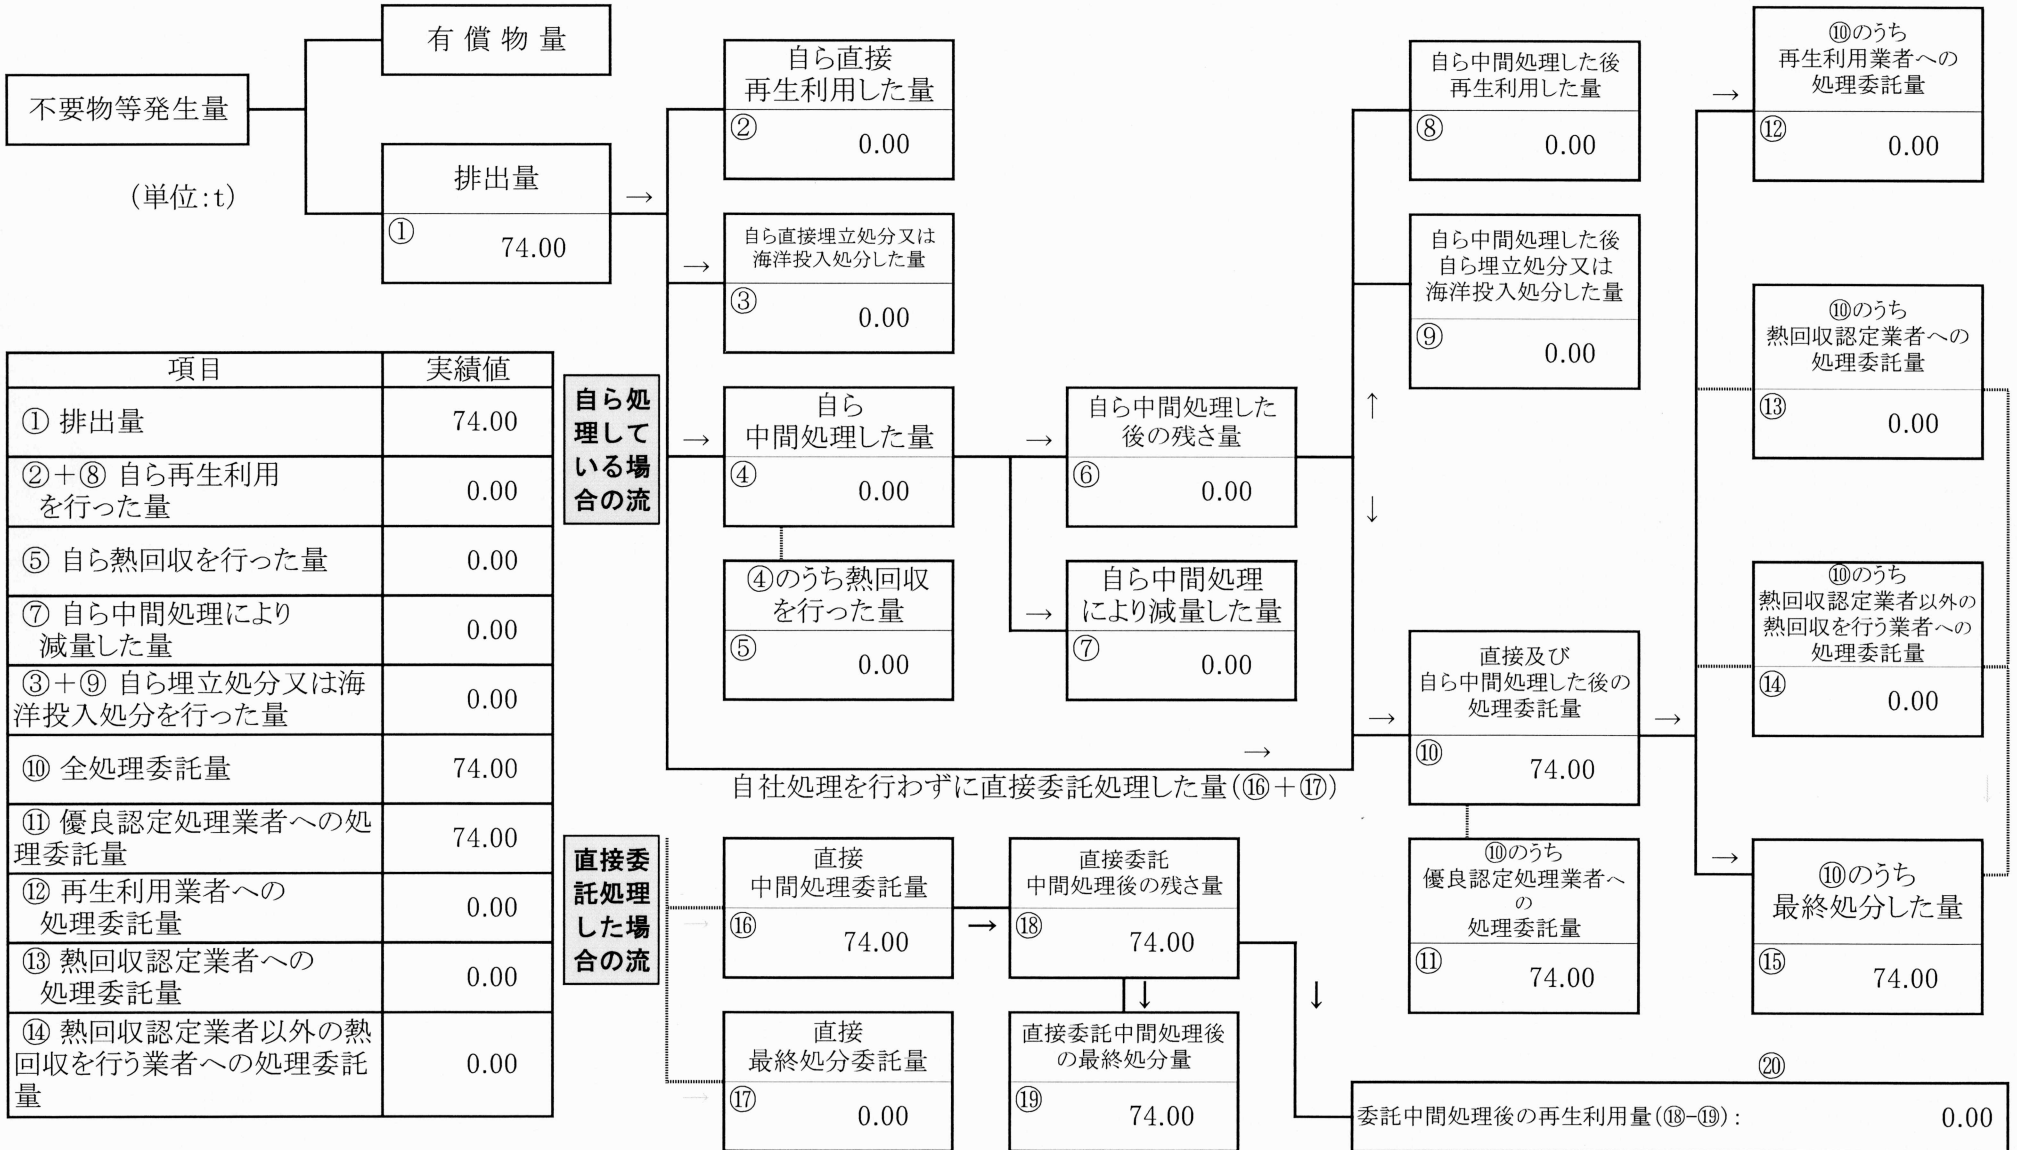 不要物等発生量
(単位:t)
有償物量
排出量
①
74.00
項目 実績値
① 排出量 74.00
②+⑧ 自ら再生利用
を行った量
0.00
⑤ 自ら熱回収を行った量 0.00
⑦ 自ら中間処理により
減量した量
0.00
③+⑨ 自ら埋立処分又は海
洋投入処分を行った量
0.00
⑩ 全処理委託量 74.00
⑪ 優良認定処理業者への処
理委託量
74.00
⑫ 再生利用業者への
処理委託量
0.00
⑬ 熱回収認定業者への
処理委託量
0.00
⑭ 熱回収認定業者以外の熱
回収を行う業者への処理委託
量
0.00
自ら処
理して
いる場
合の流
直接委
託処理
した場
合の流
→
自ら直接
再生利用した量
②
0.00
→
自ら直接埋立処分又は
海洋投入処分した量
③
0.00
→
自ら
中間処理した量
④
0.00
④のうち熱回収
を行った量
⑤
0.00
→
自ら中間処理した
後の残さ量
⑥
0.00
→
自ら中間処理
により減量した量
⑦
0.00
→
自社処理を行わずに直接委託処理した量(⑯+⑰)
→
直接
中間処理委託量
⑯
74.00
→
直接
最終処分委託量
⑰
0.00
→
直接委託
中間処理後の残さ量
⑱
74.00
↓
直接委託中間処理後
の最終処分量
⑲
74.00
↓
自ら中間処理した後
再生利用した量
⑧
0.00
自ら中間処理した後
自ら埋立処分又は
海洋投入処分した量
⑨
0.00
↑
↓
→
直接及び
自ら中間処理した後の
処理委託量
⑩
74.00
→
⑩のうち
優良認定処理業者へ
の
処理委託量
⑪
74.00
→
⑩のうち
再生利用業者への
処理委託量
⑫
0.00
⑩のうち
熱回収認定業者への
処理委託量
⑬
0.00
⑩のうち
熱回収認定業者以外の
熱回収を行う業者への
処理委託量
⑭
0.00
↓
→
⑩のうち
最終処分した量
⑮
74.00
⑳
委託中間処理後の再生利用量(⑱-⑲): 0.00